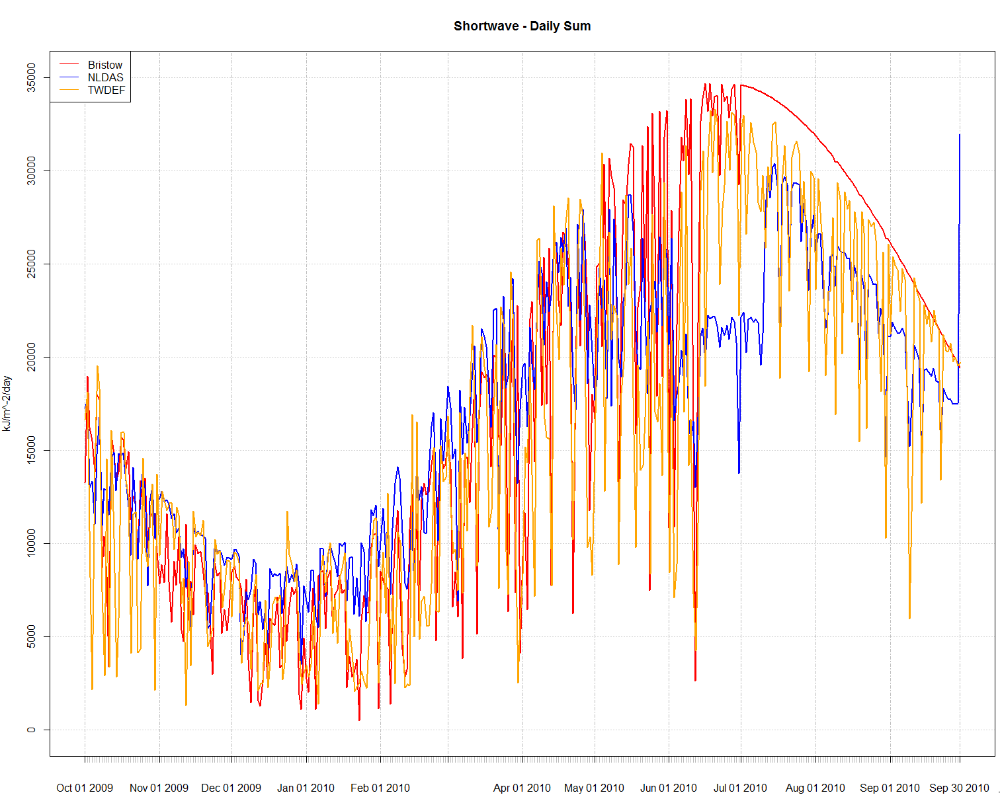 Shortwave - Daily Sum
Bristow
NLDAS
TWDEF
35000
30000
25000
20000
15000
10000
5000
0
kJ/m^-2/day
Oct 01 2009 Nov 01 2009 Dec 01 2009 Jan 01 2010 Feb 01 2010 Apr 01 2010 May 01 2010 Jun 01 2010 Jul 01 2010 Aug 01 2010 Sep 01 2010 Sep 30 2010